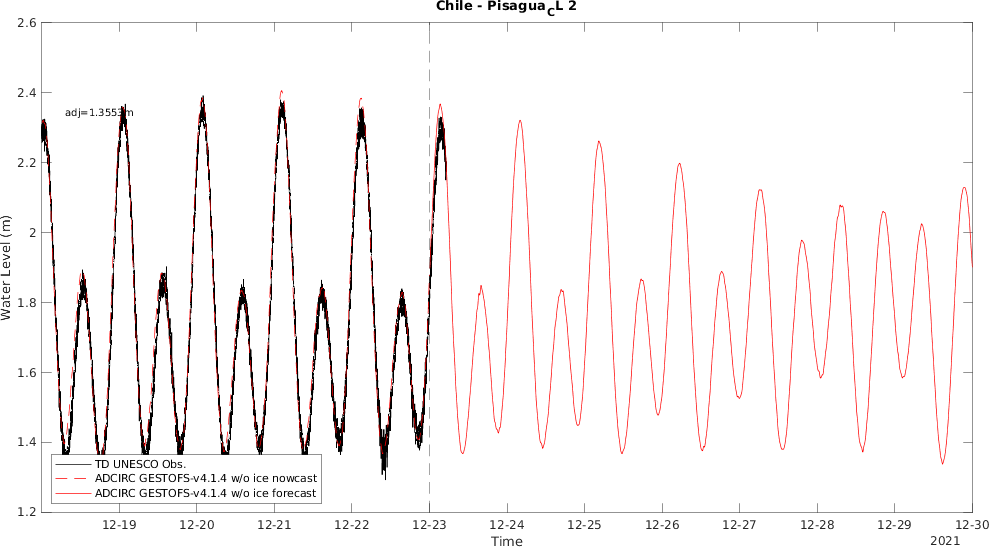 Chile - Pisagua_CL 2
2.6
2.4
adj=1.3553m
2.2
2
1.8
1.6
1.4
1.2
Water Level (m)
TD UNESCO Obs.
ADCIRC GESTOFS-v4.1.4 w/o ice nowcast
ADCIRC GESTOFS-v4.1.4 w/o ice forecast
12-19 12-20 12-21 12-22 12-23 12-24 12-25 12-26 12-27 12-28 12-29 12-30
Time
2021